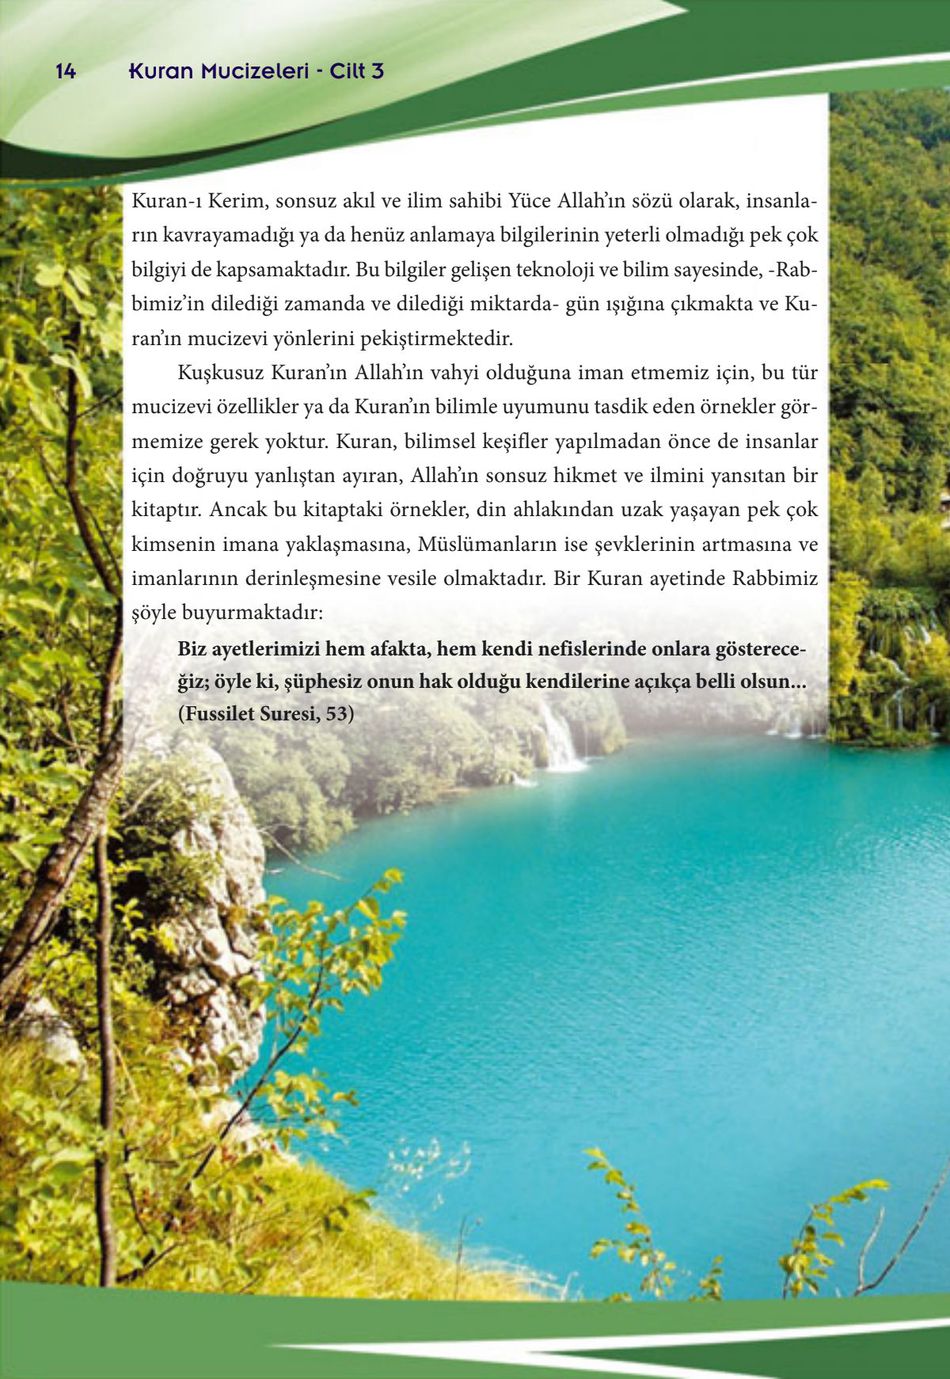 14 Kuran Mucizeleri - Cilt 3
Kuran-ı Kerim, sonsuz akıl ve ilim sahibi Yüce Allah’ın sözü olarak, insanla-
rın kavrayamadığı ya da henüz anlamaya bilgilerinin yeterli olmadığı pek çok
bilgiyi de kapsamaktadır. Bu bilgiler gelişen teknoloji ve bilim sayesinde, -Rab-
bimiz’in dilediği zamanda ve dilediği miktarda- gün ışığına çıkmakta ve Ku-
ran’ın mucizevi yönlerini pekiştirmektedir.
Kuşkusuz Kuran’ın Allah’ın vahyi olduğuna iman etmemiz için, bu tür
mucizevi özellikler ya da Kuran’ın bilimle uyumunu tasdik eden örnekler gör-
memize gerek yoktur. Kuran, bilimsel keşifler yapılmadan önce de insanlar
için doğruyu yanlıştan ayıran, Allah’ın sonsuz hikmet ve ilmini yansıtan bir
kitaptır. Ancak bu kitaptaki örnekler, din ahlakından uzak yaşayan pek çok
kimsenin imana yaklaşmasına, Müslümanların ise şevklerinin artmasına ve
imanlarının derinleşmesine vesile olmaktadır. Bir Kuran ayetinde Rabbimiz
şöyle buyurmaktadır:
Biz ayetlerimizi hem afakta, hem kendi nefislerinde onlara gösterece-
ğiz; öyle ki, şüphesiz onun hak olduğu kendilerine açıkça belli olsun...
(Fussilet Suresi, 53)